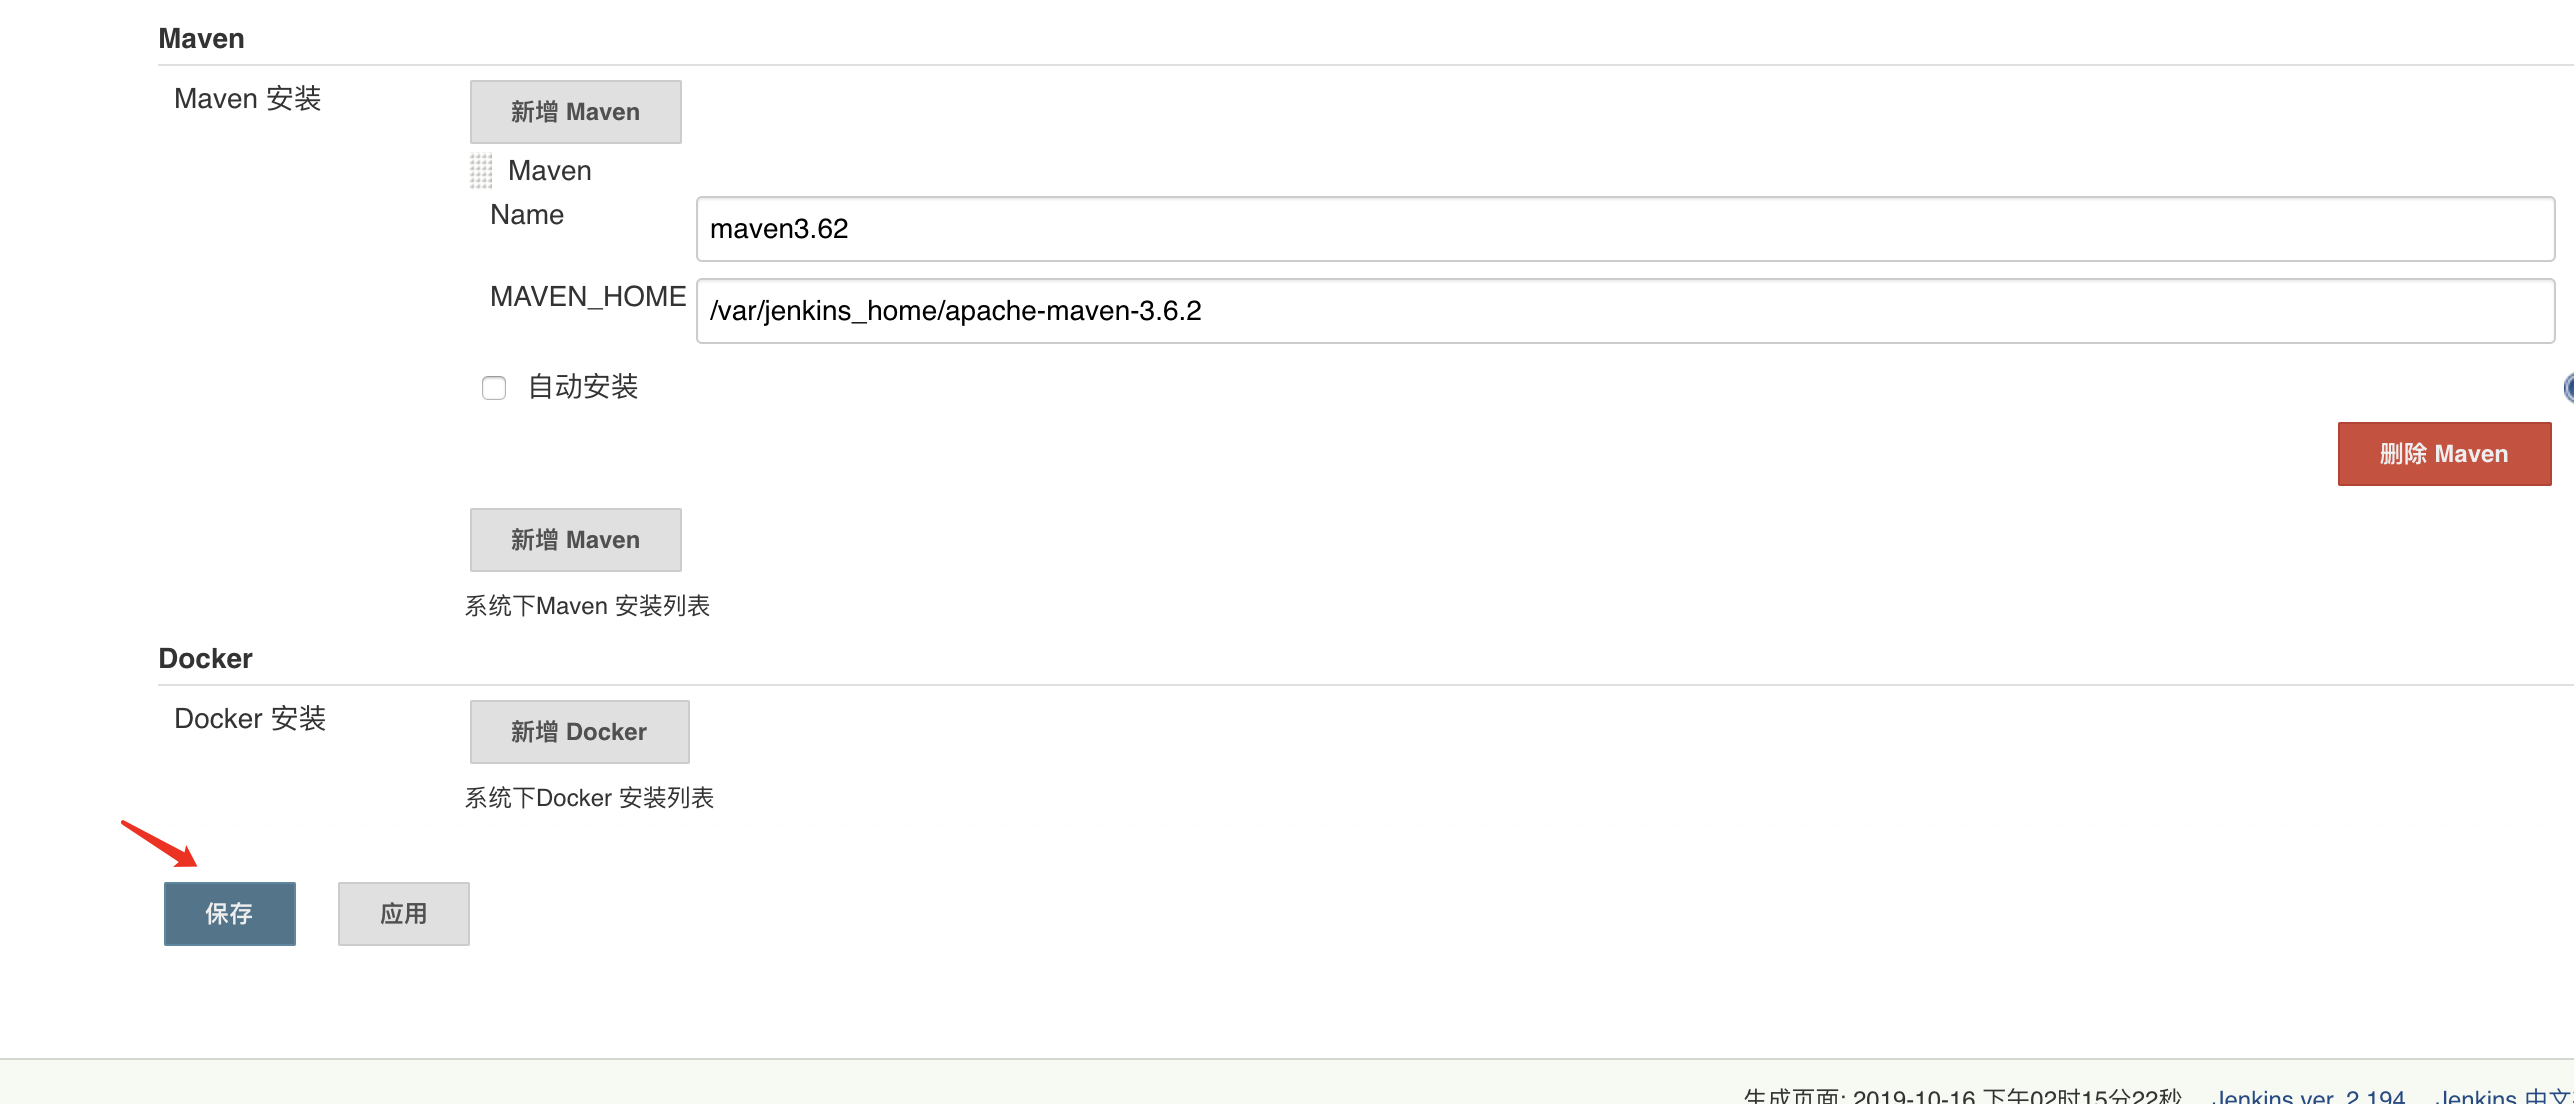 Maven
Maven 安装
新增 Maven
Maven
Name
maven3.62
MAVEN_HOME
/var/jenkins_home/apache-maven-3.6.2
自动安装
删除 Maven
新增 Maven
系统下Maven 安装列表
Docker
Docker 安装
新增 Docker
系统下Docker 安装列表
保存 应用
生成页面: 2019-10-16 下午02时15分22秒 Jenkins ver. 2.194 Jenkins 中文